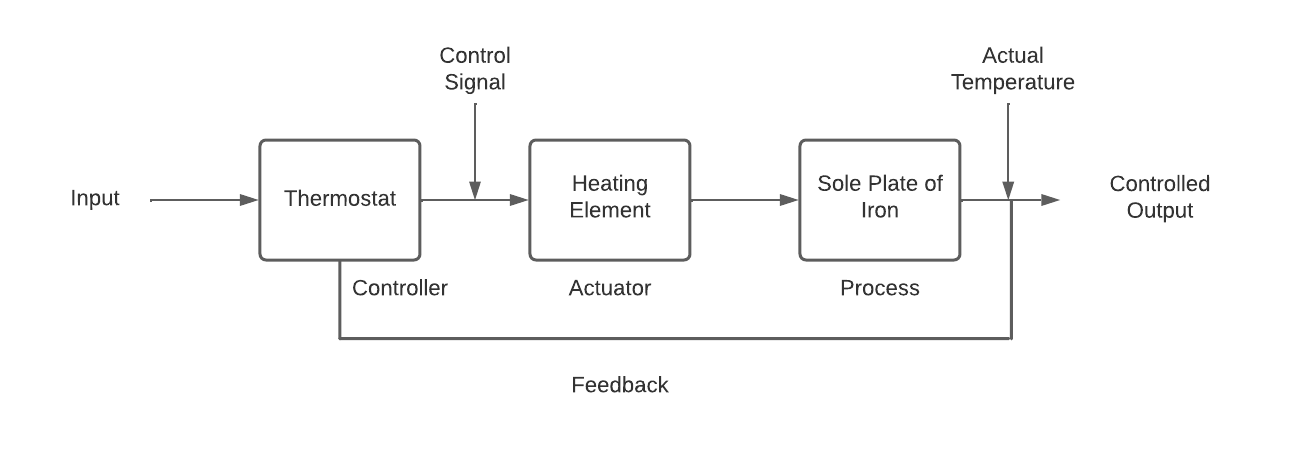 Control
Signal
Actual
Temperature
Input
Thermostat
Heating
Element
Sole Plate of
Iron
Controlled
Output
Controller
Actuator
Process
Feedback